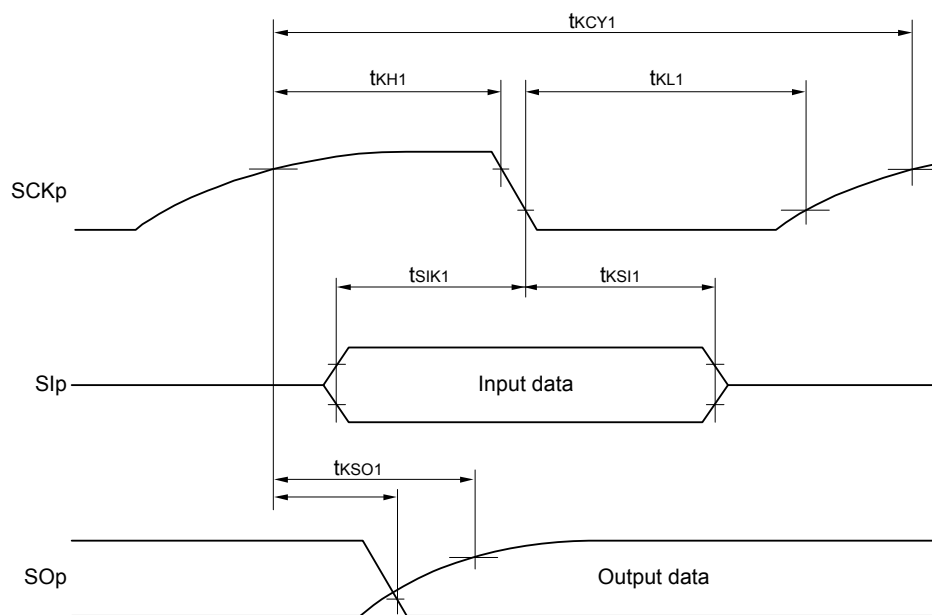 tKCY1
tKH1
tKL1
SCKp
tSIK1
tKSI1
SIp
Input data
tKSO1
SOp
Output data